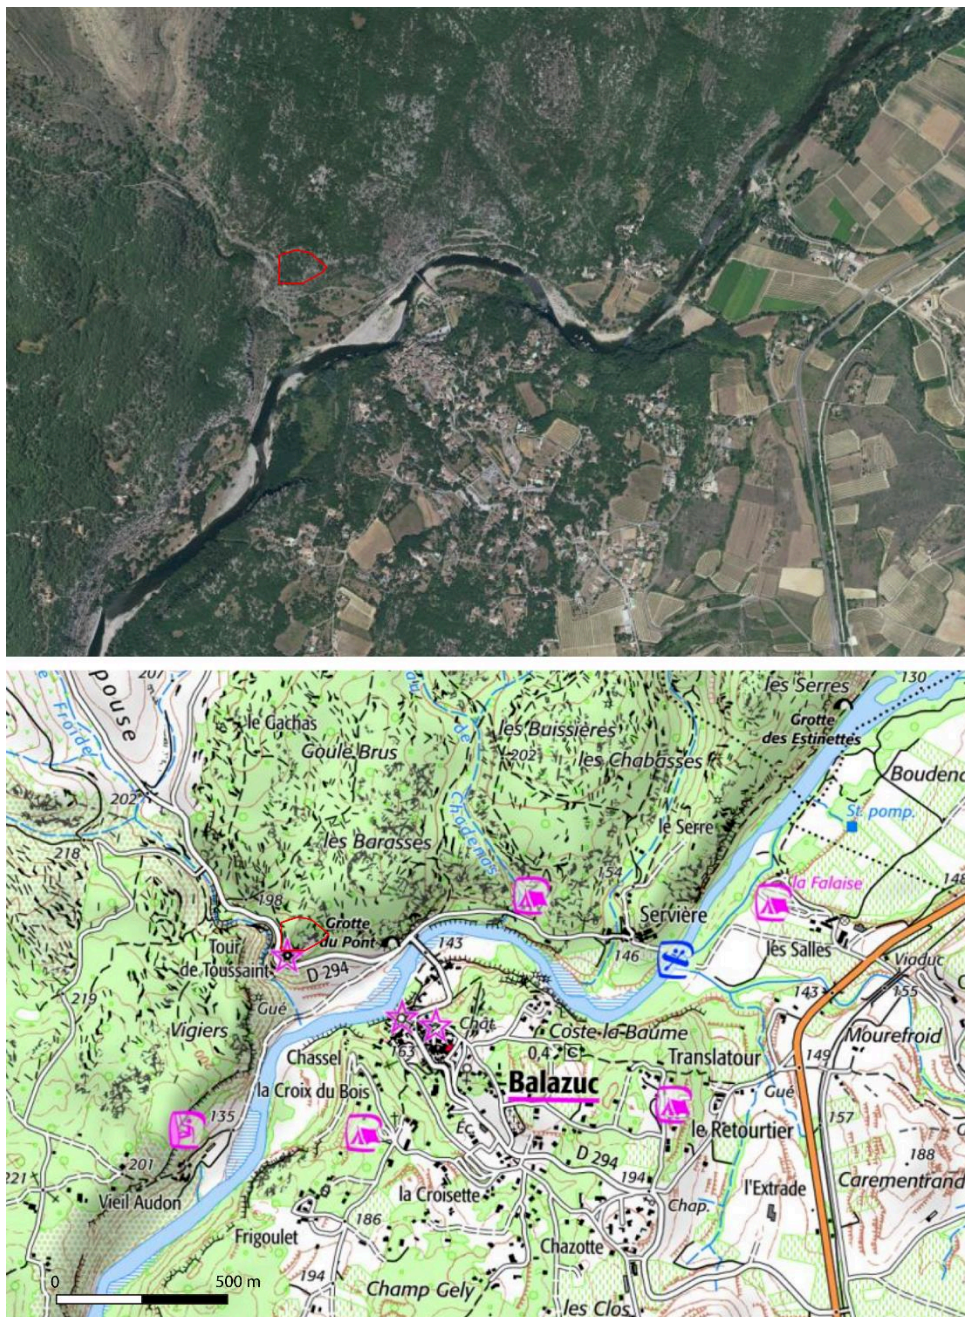 207
130
les Serres
pouse
Froide
le Gachas
les Buissières
Grotte
des Estinettes
Goule Brus
202
les Chabasses
Boudenc
202
Chadenas
St. pomp.
218
les Barasses
le Serre
154
la Falaise
148
198
Grotte
du Pont
Servière
Tour
de Toussaint
D 294
143
146
les Salles
Viaduc
219
Gué
143
155
Vigiers
Chât.
Coste-la-Baume
Mourefroid
Chassel
163
0,4
C
Translatour
149
la Croix du Bois
Balazuc
Gué
135
157
Éc.
le Retourtier
201
D 294
188
221
Vieil Audon
194
l'Extrade
Carementrand
la Croisette
Chap.
186
Frigoulet
Chazotte
194
0
500 m
Champ Gely
les Clos